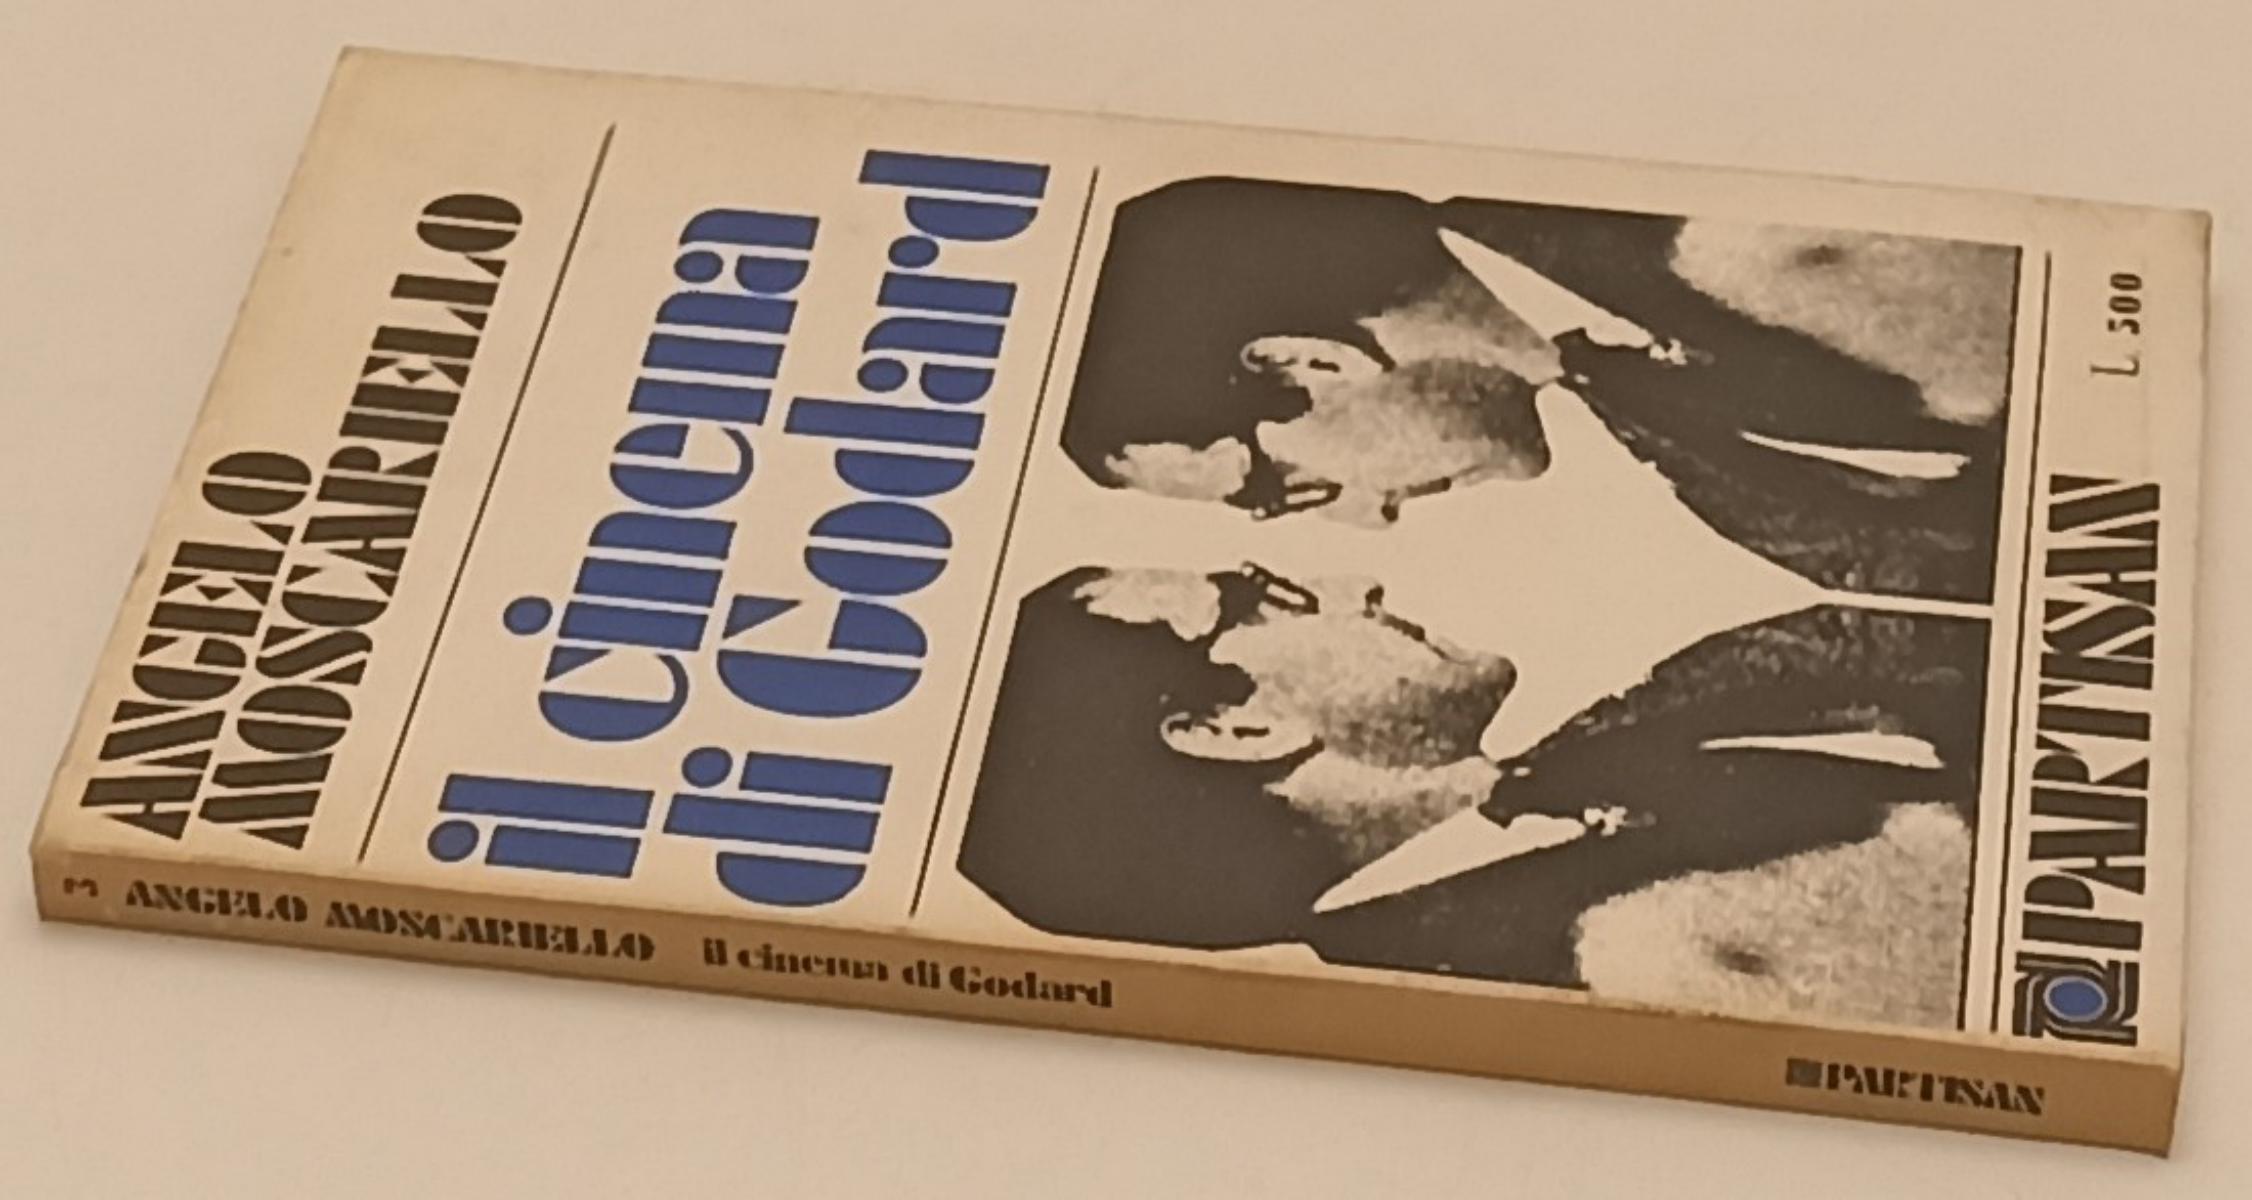 ANGELO
MOSCARIELLO
il cinema
di Godard
PARTISAN
L. 500
3 ANGELO MOSCARIELLO il cinema di Godard PARTISAN